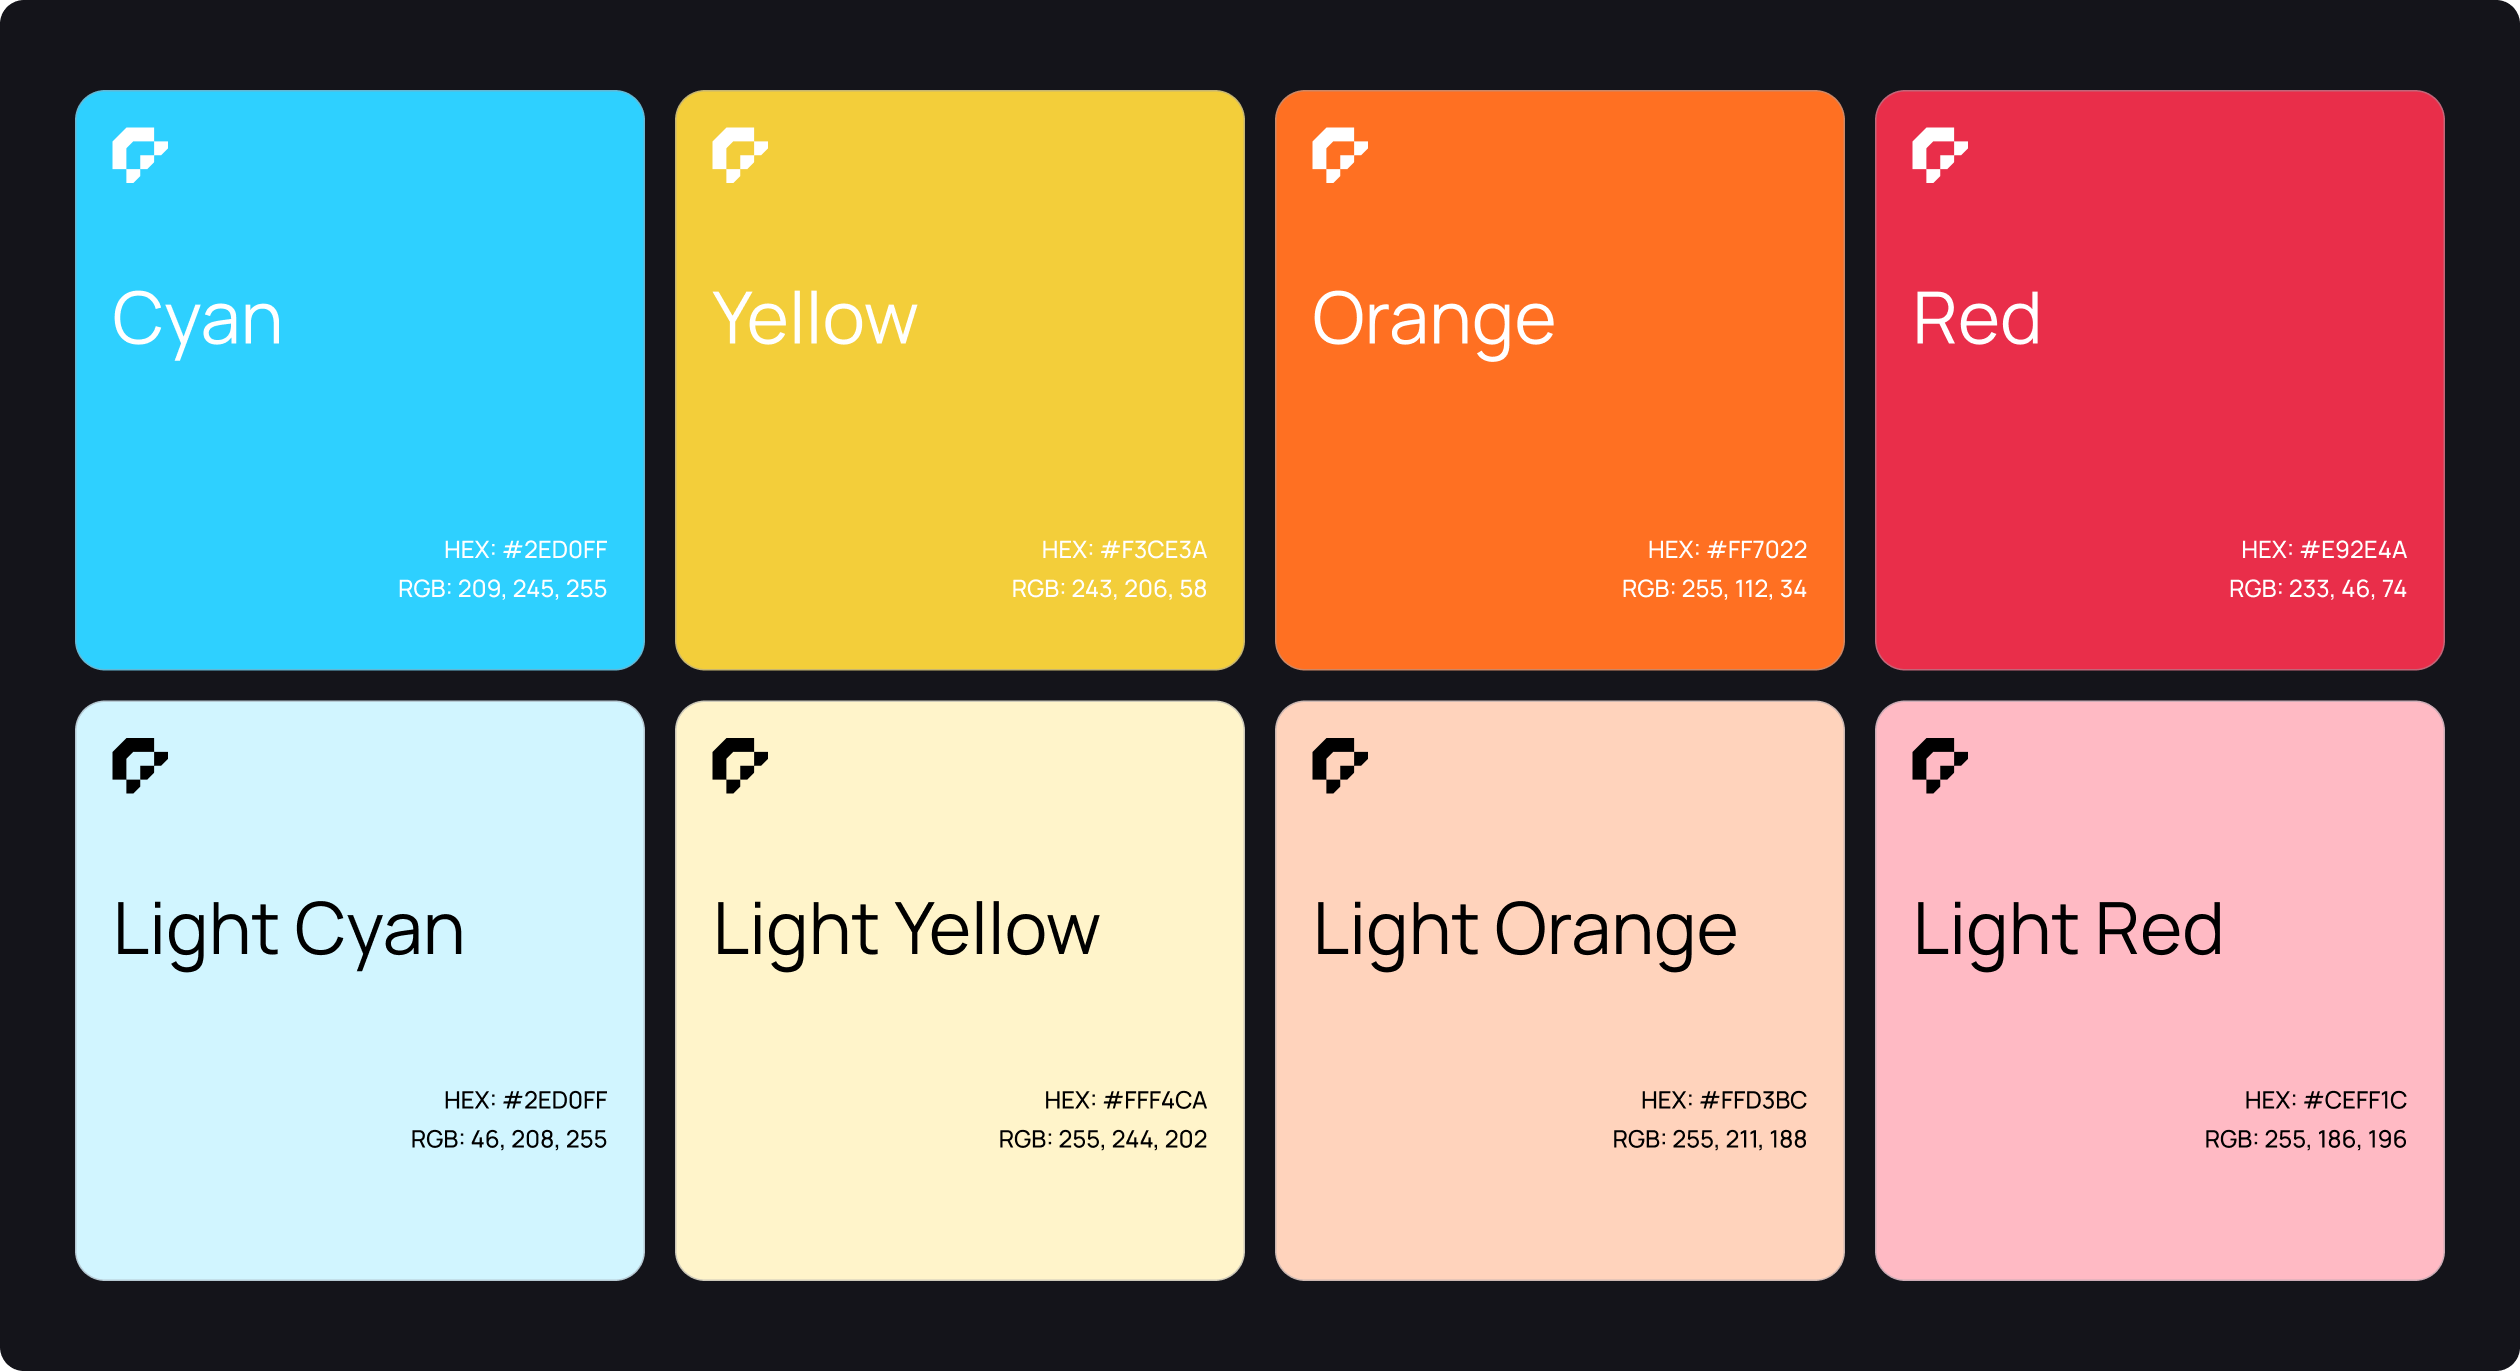 Cyan
HEX: #2ED0FF
RGB: 209, 245, 255
Yellow
HEX: #F3CE3A
RGB: 243, 206, 58
Orange
HEX: #FF7022
RGB: 255, 112, 34
Red
HEX: #E92E4A
RGB: 233, 46, 74
Light Cyan
HEX: #2ED0FF
RGB: 46, 208, 255
Light Yellow
HEX: #FFF4CA
RGB: 255, 244, 202
Light Orange
HEX: #FFD3BC
RGB: 255, 211, 188
Light Red
HEX: #CEFF1C
RGB: 255, 186, 196